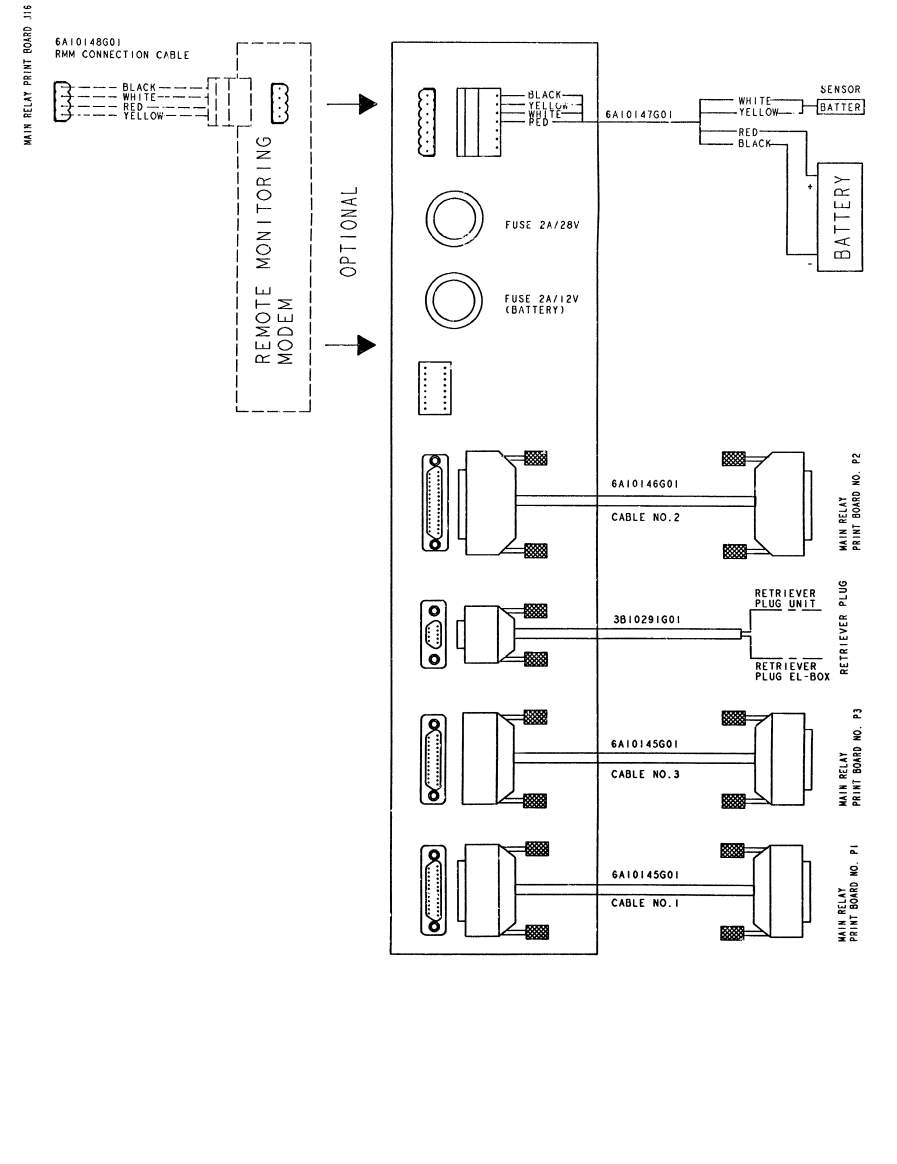 MAIN RELAY PRINT BOARD J16
6A10148G01
RMM CONNECTION CABLE
BLACK
WHITE
RED
YELLOW
REMOTE MONITORING
MODEM
OPTIONAL
BLACK
YELLOW
WHITE
RED
6A10147G01
WHITE
YELLOW
RED
BLACK
SENSOR
BATTER
+
BATTERY
-
FUSE 2A/28V
FUSE 2A/12V
(BATTERY)
6A10146G01
CABLE NO.2
MAIN RELAY
PRINT BOARD NO. P2
3B10291G01
RETRIEVER
PLUG UNIT
RETRIEVER
PLUG EL-BOX
RETRIEVER PLUG
6A10145G01
CABLE NO.3
MAIN RELAY
PRINT BOARD NO. P3
6A10145G01
CABLE NO.1
MAIN RELAY
PRINT BOARD NO. P1